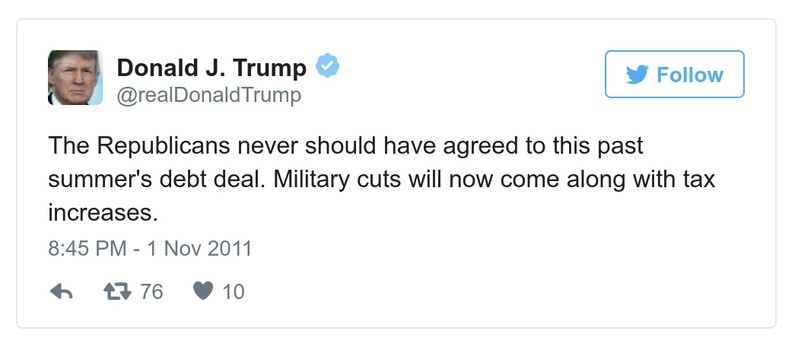 Donald J. Trump
@realDonaldTrump
Follow
The Republicans never should have agreed to this past
summer's debt deal. Military cuts will now come along with tax
increases.
8:45 PM - 1 Nov 2011
76 10